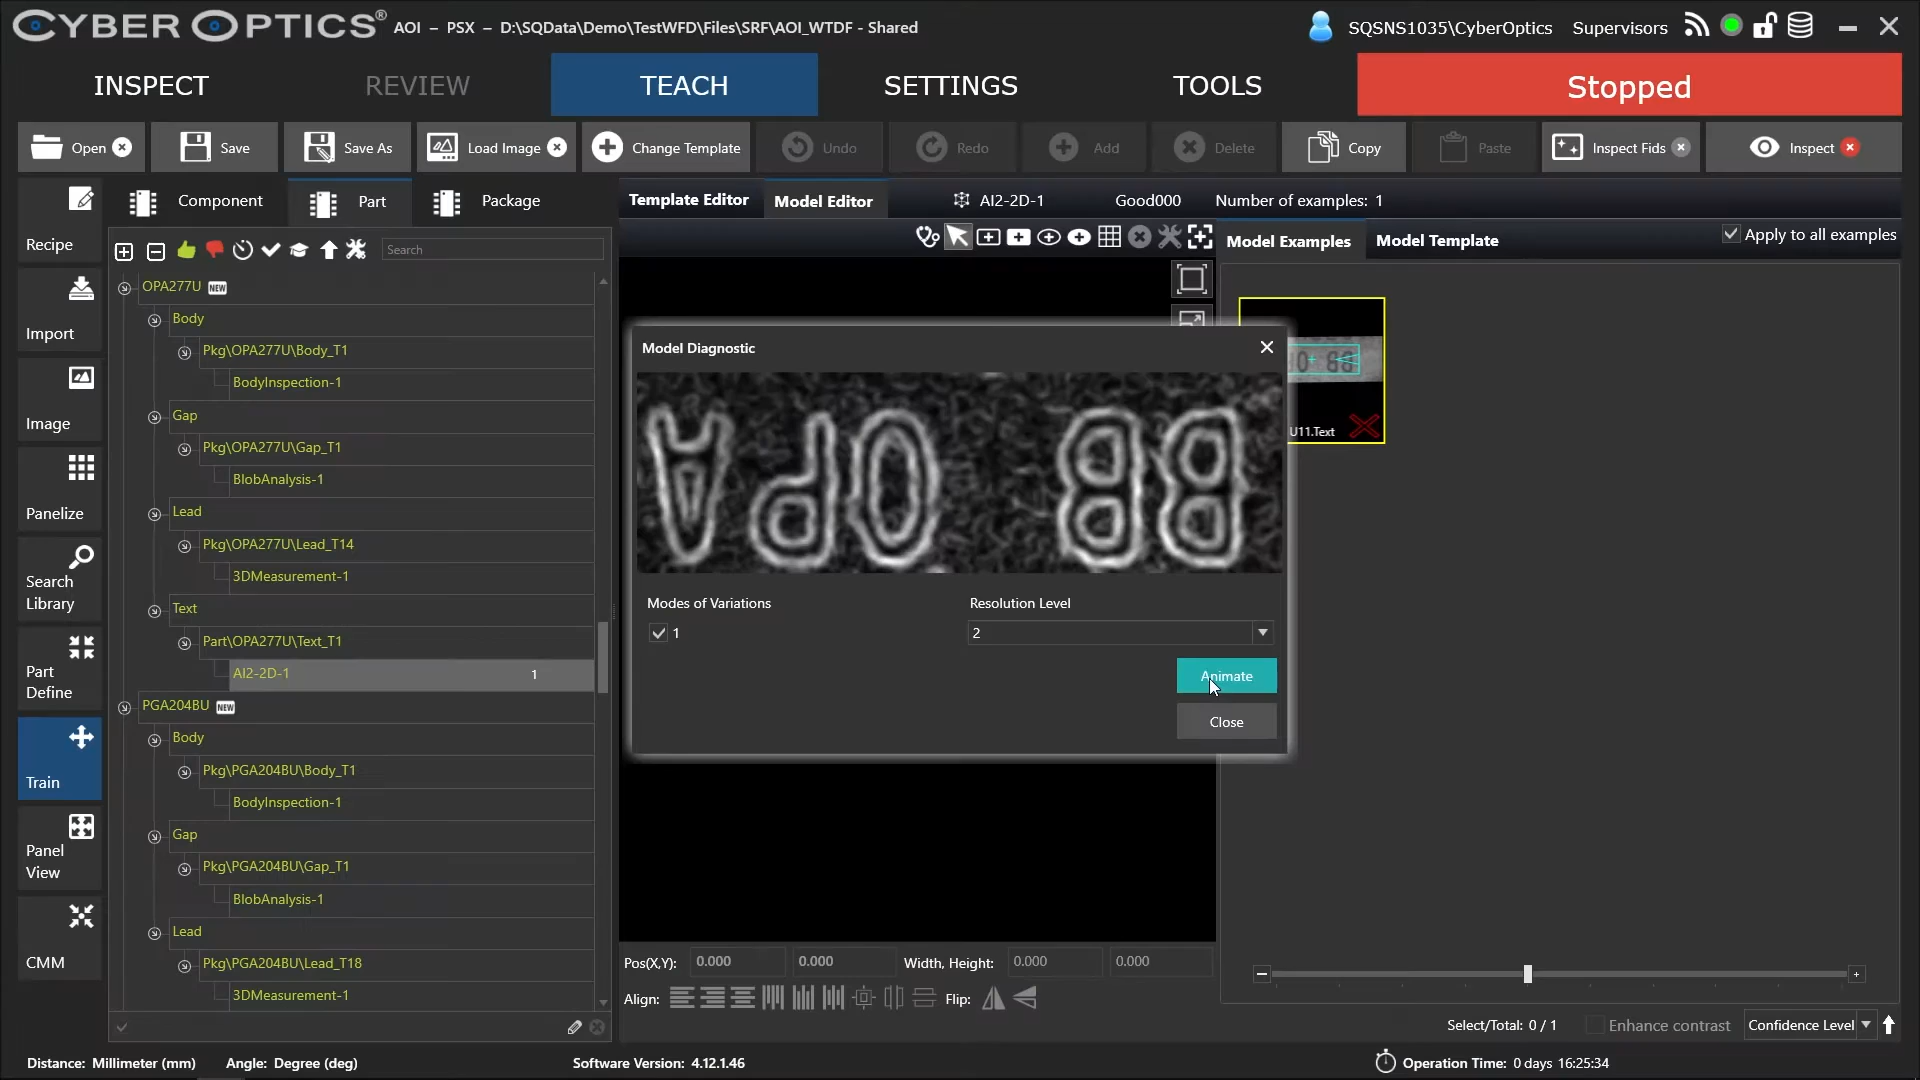 CYBEROPTICS® AOI – PSX – D:\SQData\Demo\TestWFD\Files\SRF\AOI_WTDF - Shared
SQSNS1035\CyberOptics Supervisors
INSPECT REVIEW TEACH SETTINGS TOOLS Stopped
Open Save Save As Load Image Change Template Undo Redo Add Delete Copy Paste Inspect Fids Inspect
Recipe
Import
Image
Panelize
Search
Library
Part
Define
Train
Panel
View
CMM
Component Part Package
Search
OPA277U NEW
Body
Pkg\OPA277U\Body_T1
BodyInspection-1
Gap
Pkg\OPA277U\Gap_T1
BlobAnalysis-1
Lead
Pkg\OPA277U\Lead_T14
3DMeasurement-1
Text
Part\OPA277U\Text_T1
AI2-2D-1 1
PGA204BU NEW
Body
Pkg\PGA204BU\Body_T1
BodyInspection-1
Gap
Pkg\PGA204BU\Gap_T1
BlobAnalysis-1
Lead
Pkg\PGA204BU\Lead_T18
3DMeasurement-1
Template Editor Model Editor AI2-2D-1 Good000 Number of examples: 1
Model Examples Model Template Apply to all examples
U11.Text
Model Diagnostic
OPA
BB
Modes of Variations
1
Resolution Level
2
Animate
Close
Pos(X,Y): 0.000 0.000 Width, Height: 0.000 0.000
Align: Flip:
Select/Total: 0 / 1 Enhance contrast Confidence Level
Distance: Millimeter (mm) Angle: Degree (deg) Software Version: 4.12.1.46 Operation Time: 0 days 16:25:34